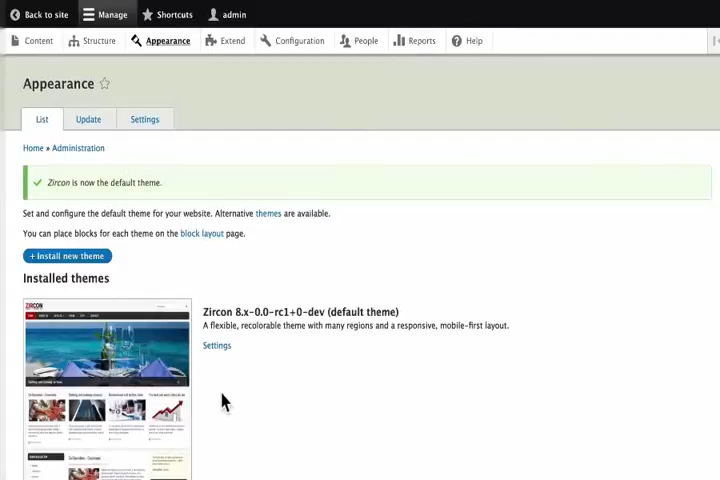 Back to site Manage Shortcuts admin
Content Structure Appearance Extend Configuration People Reports Help
Appearance
List Update Settings
Home » Administration
Zircon is now the default theme.
Set and configure the default theme for your website. Alternative themes are available.
You can place blocks for each theme on the block layout page.
+ Install new theme
Installed themes
ZIRCON
Zircon 8.x-0.0-rc1+0-dev (default theme)
A flexible, recolorable theme with many regions and a responsive, mobile-first layout.
Settings